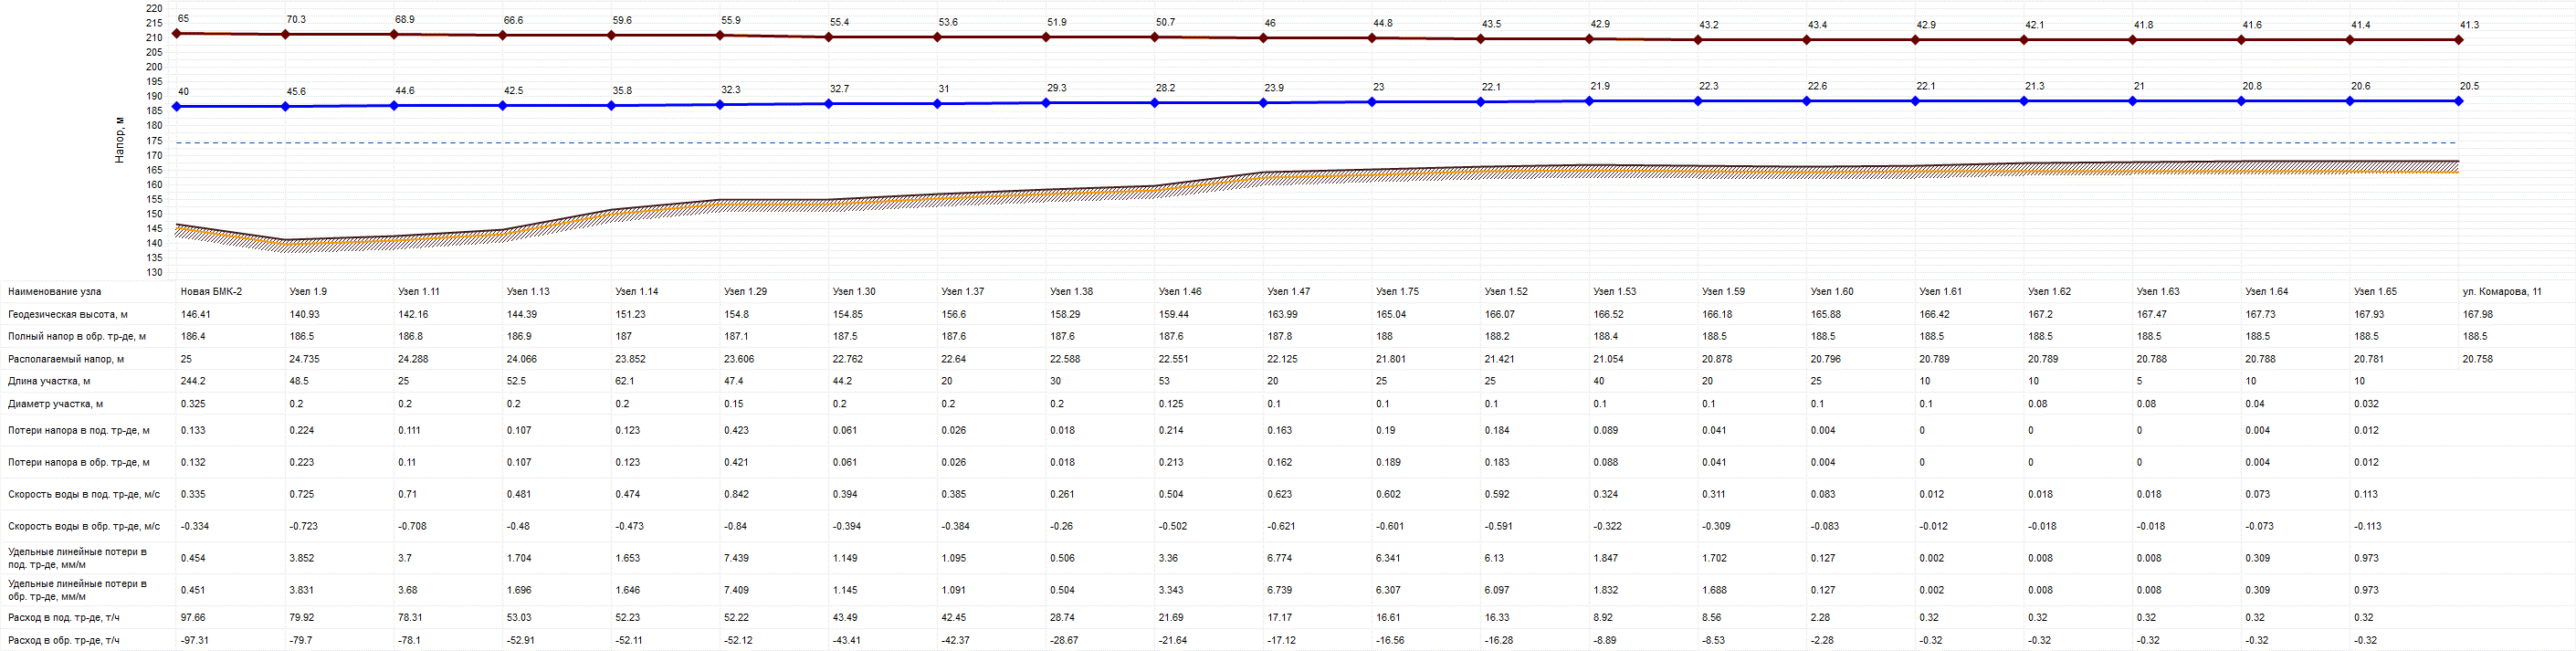 220
65 70.3 68.9 66.6 59.6 55.9 55.4 53.6 51.9 50.7 46 44.8 43.5 42.9 43.2 43.4 42.9 42.1 41.8 41.6 41.4 41.3
215
210
205
200
195
40 45.6 44.6 42.5 35.8 32.3 32.7 31 29.3 28.2 23.9 23 22.1 21.9 22.3 22.6 22.1 21.3 21 20.8 20.6 20.5
190
185
180
175
170
165
160
155
150
145
140
135
130
Напор, м
Наименование узла Новая БМК-2 Узел 1.9 Узел 1.11 Узел 1.13 Узел 1.14 Узел 1.29 Узел 1.30 Узел 1.37 Узел 1.38 Узел 1.46 Узел 1.47 Узел 1.75 Узел 1.52 Узел 1.53 Узел 1.59 Узел 1.60 Узел 1.61 Узел 1.62 Узел 1.63 Узел 1.64 Узел 1.65 ул. Комарова, 11
Геодезическая высота, м 146.41 140.93 142.16 144.39 151.23 154.8 154.85 156.6 158.29 159.44 163.99 165.04 166.07 166.52 166.18 165.88 166.42 167.2 167.47 167.73 167.93 167.98
Полный напор в обр. тр-де, м 186.4 186.5 186.8 186.9 187 187.1 187.5 187.6 187.6 187.6 187.8 188 188.2 188.4 188.5 188.5 188.5 188.5 188.5 188.5 188.5 188.5
Располагаемый напор, м 25 24.735 24.288 24.066 23.852 23.606 22.762 22.64 22.588 22.551 22.125 21.801 21.421 21.054 20.878 20.796 20.789 20.789 20.788 20.788 20.781 20.758
Длина участка, м 244.2 48.5 25 52.5 62.1 47.4 44.2 20 30 53 20 25 25 40 20 25 10 10 5 10 10
Диаметр участка, м 0.325 0.2 0.2 0.2 0.2 0.15 0.2 0.2 0.2 0.125 0.1 0.1 0.1 0.1 0.1 0.1 0.1 0.08 0.08 0.04 0.032
Потери напора в под. тр-де, м 0.133 0.224 0.111 0.107 0.123 0.423 0.061 0.026 0.018 0.214 0.163 0.19 0.184 0.089 0.041 0.004 0 0 0 0.004 0.012
Потери напора в обр. тр-де, м 0.132 0.223 0.11 0.107 0.123 0.421 0.061 0.026 0.018 0.213 0.162 0.189 0.183 0.088 0.041 0.004 0 0 0 0.004 0.012
Скорость воды в под. тр-де, м/с 0.335 0.725 0.71 0.481 0.474 0.842 0.394 0.385 0.261 0.504 0.623 0.602 0.592 0.324 0.311 0.083 0.012 0.018 0.018 0.073 0.113
Скорость воды в обр. тр-де, м/с -0.334 -0.723 -0.708 -0.48 -0.473 -0.84 -0.394 -0.384 -0.26 -0.502 -0.621 -0.601 -0.591 -0.322 -0.309 -0.083 -0.012 -0.018 -0.018 -0.073 -0.113
Удельные линейные потери в
под. тр-де, мм/м 0.454 3.852 3.7 1.704 1.653 7.439 1.149 1.095 0.506 3.36 6.774 6.341 6.13 1.847 1.702 0.127 0.002 0.008 0.008 0.309 0.973
Удельные линейные потери в
обр. тр-де, мм/м 0.451 3.831 3.68 1.696 1.646 7.409 1.145 1.091 0.504 3.343 6.739 6.307 6.097 1.832 1.688 0.127 0.002 0.008 0.008 0.309 0.973
Расход в под. тр-де, т/ч 97.66 79.92 78.31 53.03 52.23 52.22 43.49 42.45 28.74 21.69 17.17 16.61 16.33 8.92 8.56 2.28 0.32 0.32 0.32 0.32 0.32
Расход в обр. тр-де, т/ч -97.31 -79.7 -78.1 -52.91 -52.11 -52.12 -43.41 -42.37 -28.67 -21.64 -17.12 -16.56 -16.28 -8.89 -8.53 -2.28 -0.32 -0.32 -0.32 -0.32 -0.32